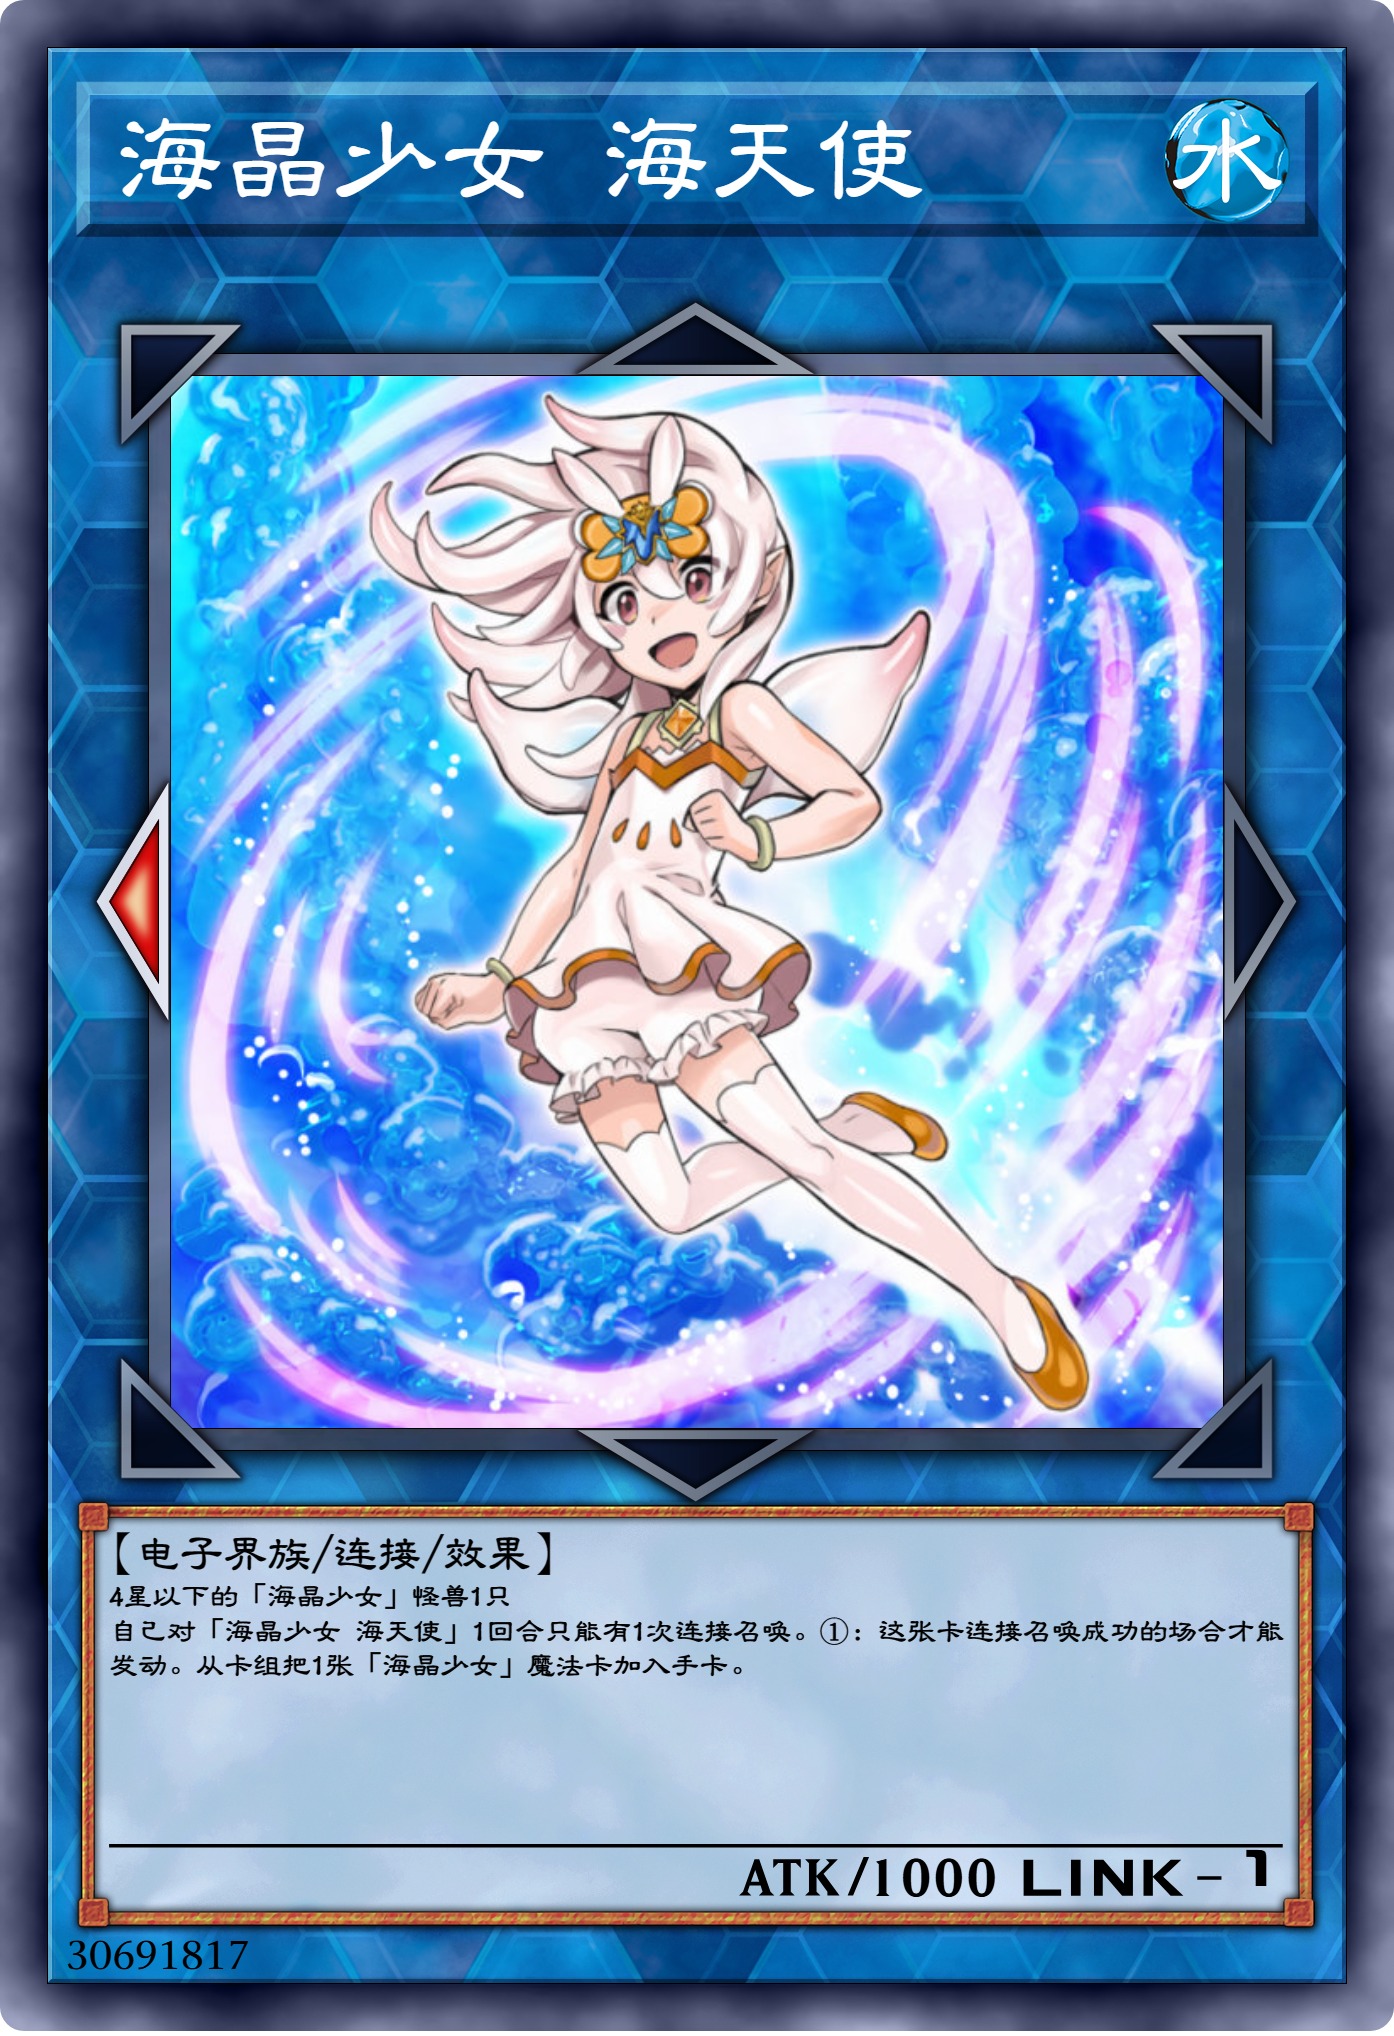 海晶少女 海天使
水
【电子界族/连接/效果】
4星以下的「海晶少女」怪兽1只
自己对「海晶少女 海天使」1回合只能有1次连接召唤。①：这张卡连接召唤成功的场合才能
发动。从卡组把1张「海晶少女」魔法卡加入手卡。
ATK/1000 LINK-1
30691817